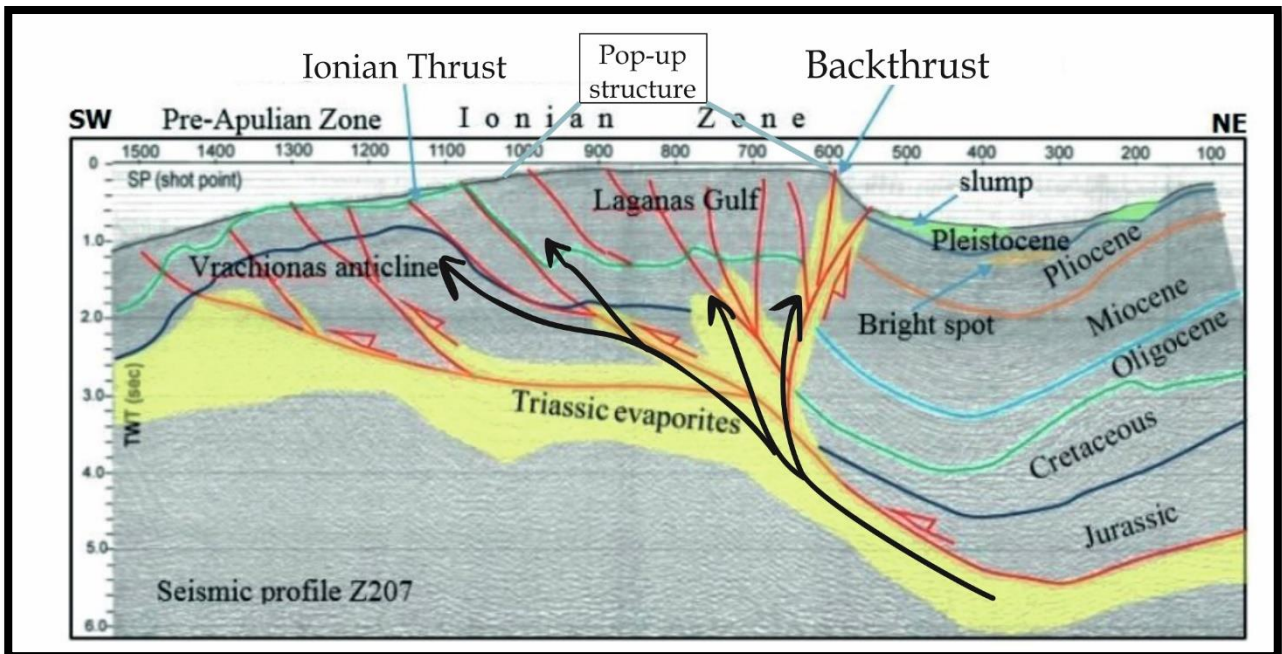 Ionian Thrust
Pop-up
structure
Backthrust
SW
Pre-Apulian Zone
Ionian Zone
NE
1500 1400 1300 1200 1100 1000 900 800 700 600 500 400 300 200 100
0
SP (shot point)
slump
Laganas Gulf
1.0
Pleistocene
Pliocene
Vrachionas anticline
2.0
Bright spot
Miocene
Oligocene
TWT (sec)
3.0
Triassic evaporites
4.0
Cretaceous
5.0
Jurassic
Seismic profile Z207
6.0